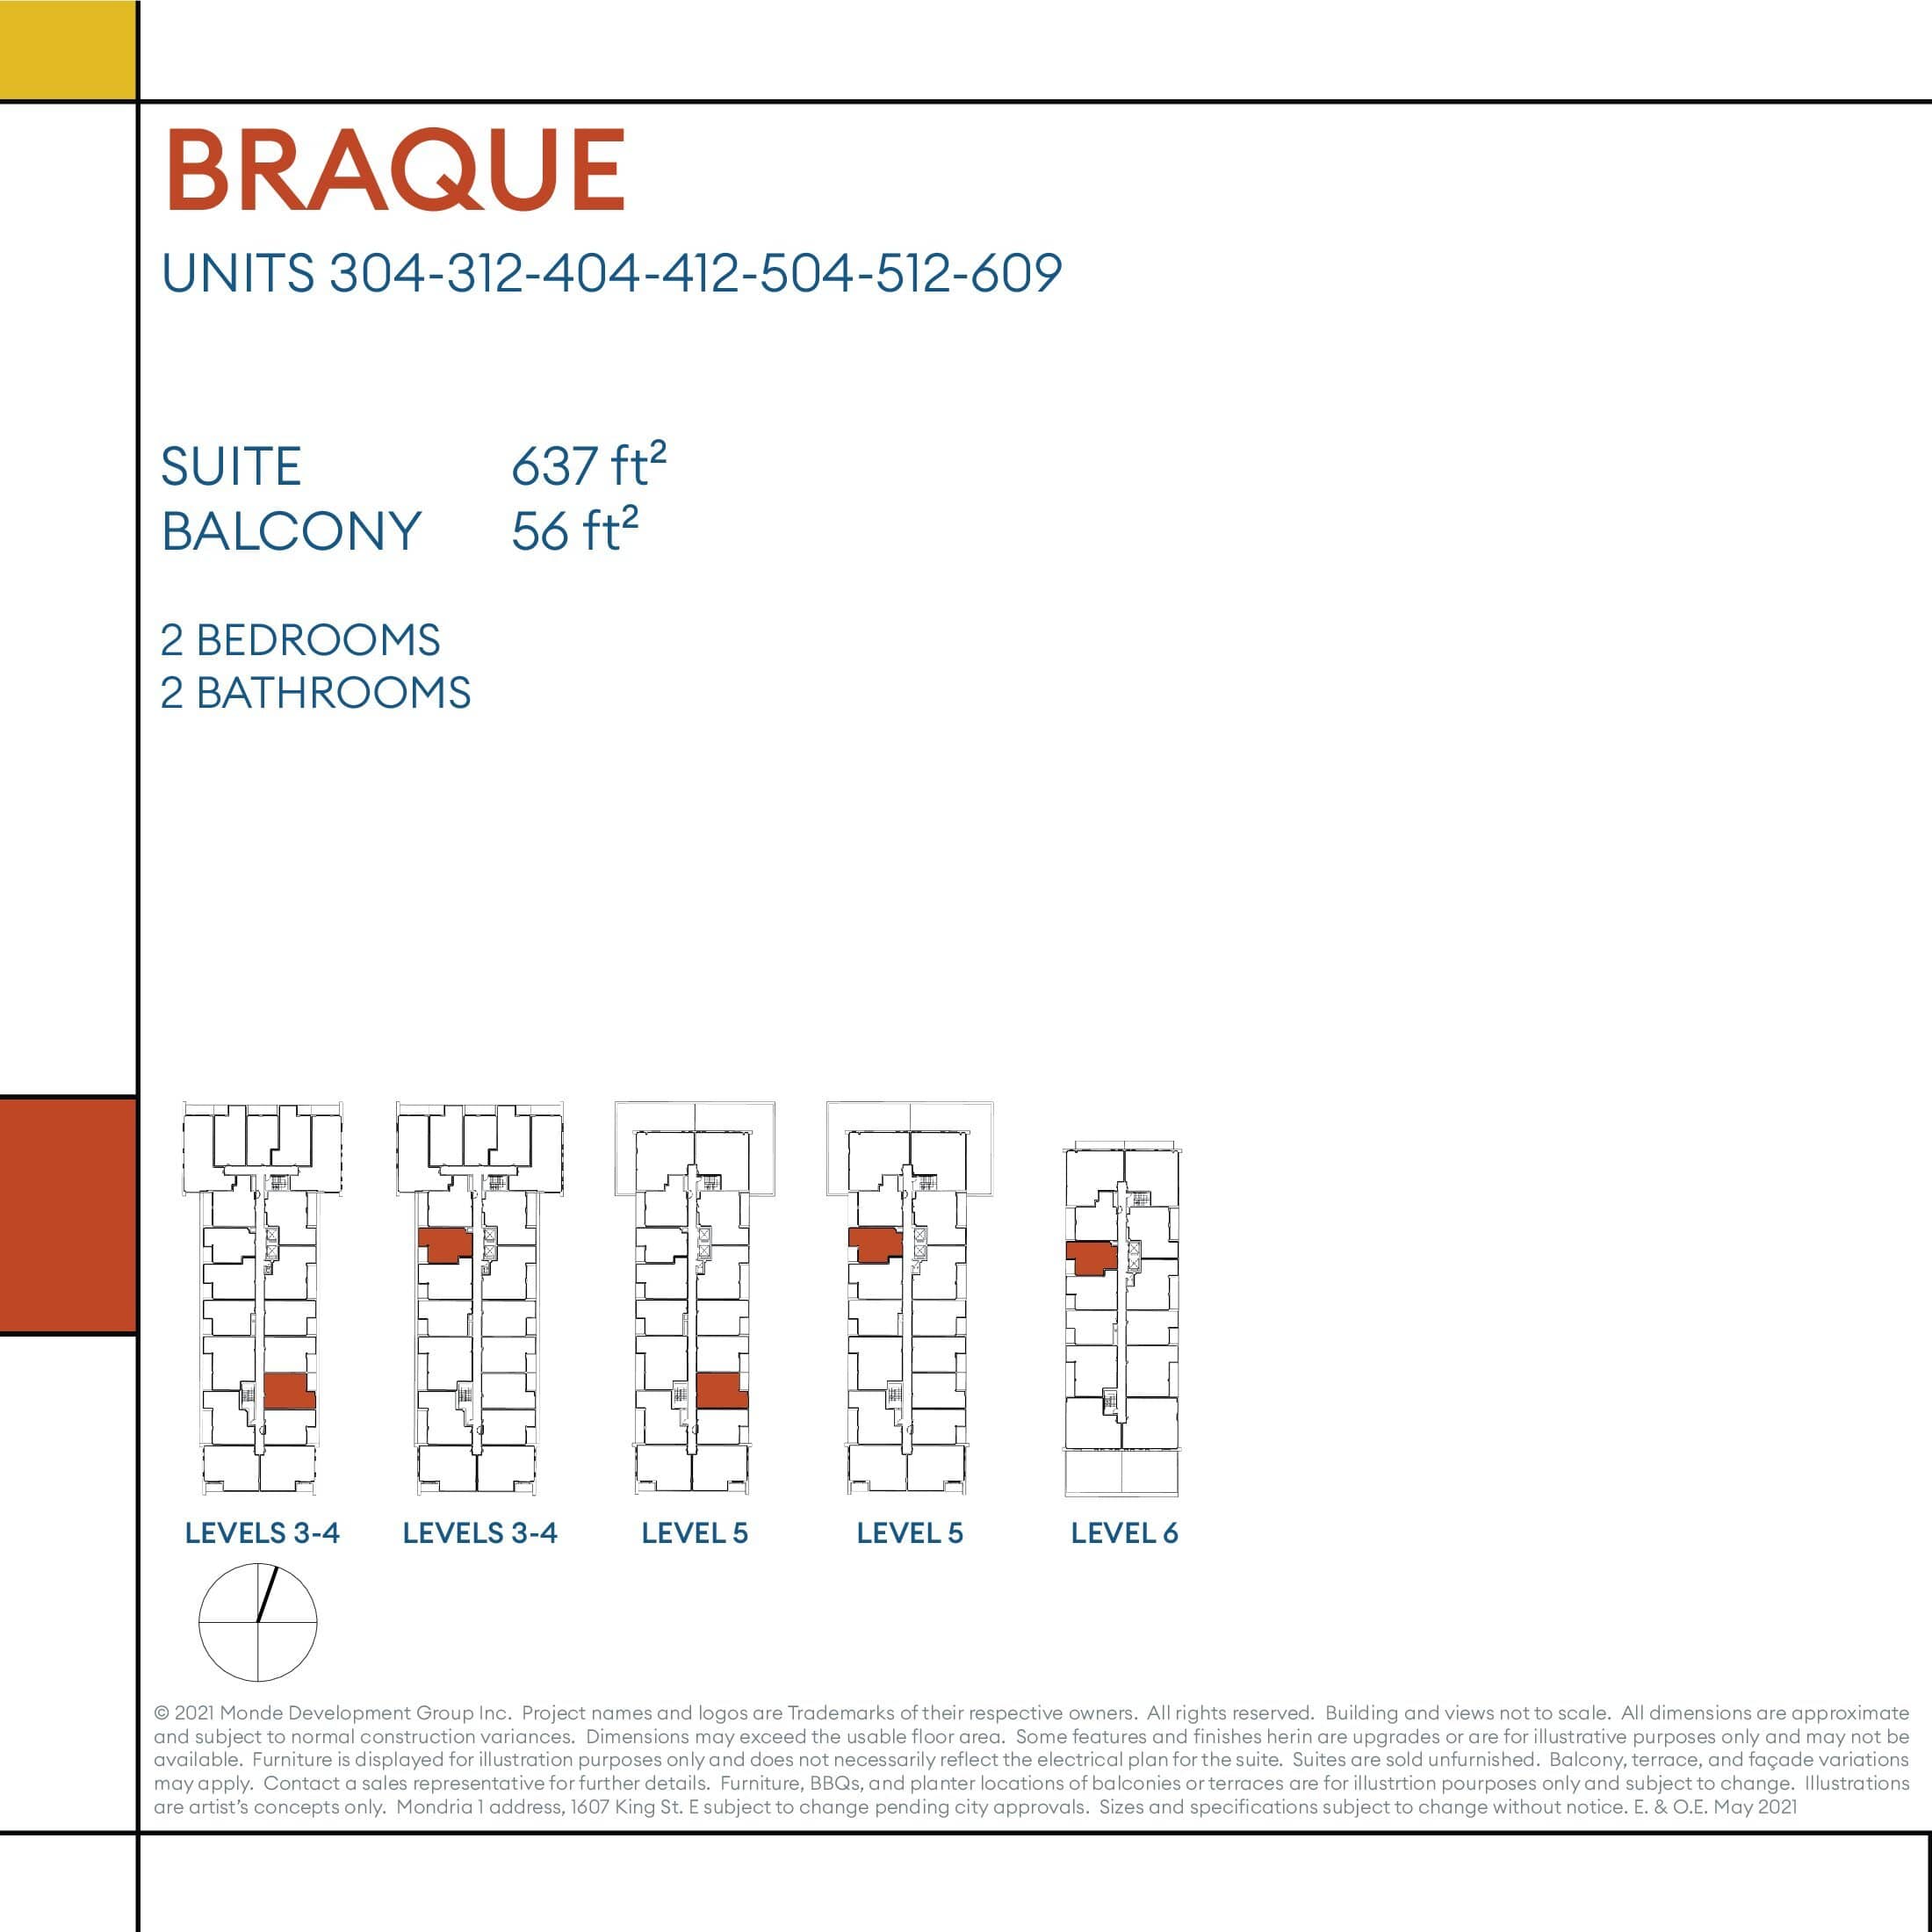 BRAQUE
UNITS 304-312-404-412-504-512-609
SUITE 637 ft²
BALCONY 56 ft²
2 BEDROOMS
2 BATHROOMS
LEVELS 3-4 LEVELS 3-4 LEVEL 5 LEVEL 5 LEVEL 6
© 2021 Monde Development Group Inc. Project names and logos are Trademarks of their respective owners. All rights reserved. Building and views not to scale. All dimensions are approximate
and subject to normal construction variances. Dimensions may exceed the usable floor area. Some features and finishes herin are upgrades or are for illustrative purposes only and may not be
available. Furniture is displayed for illustration purposes only and does not necessarily reflect the electrical plan for the suite. Suites are sold unfurnished. Balcony, terrace, and façade variations
may apply. Contact a sales representative for further details. Furniture, BBQs, and planter locations of balconies or terraces are for illustrtion pourposes only and subject to change. Illustrations
are artist's concepts only. Mondria 1 address, 1607 King St. E subject to change pending city approvals. Sizes and specifications subject to change without notice. E. & O.E. May 2021